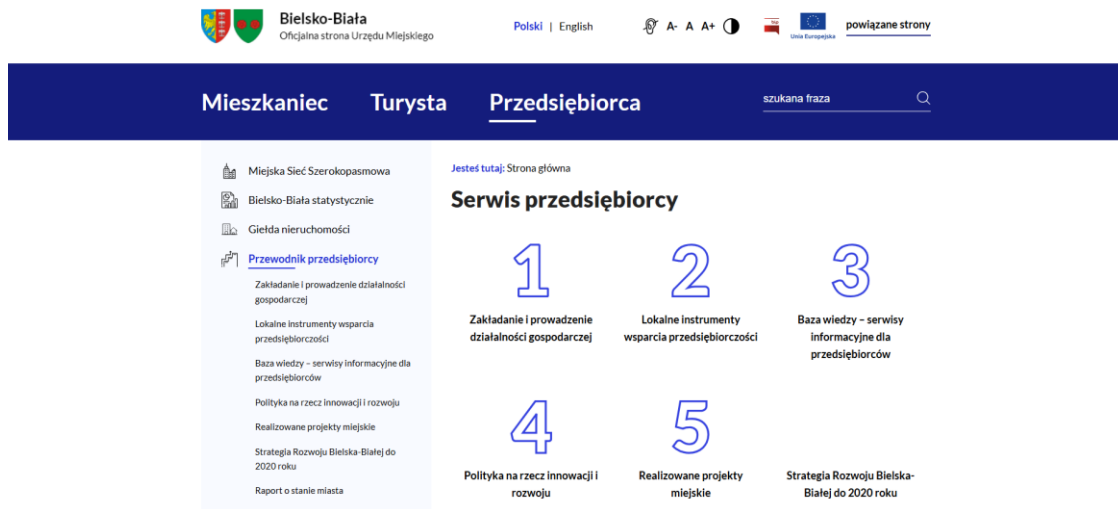 Bielsko-Biała
Oficjalna strona Urzędu Miejskiego
Polski | English
A- A A+
bip
Unia Europejska
powiązane strony
Mieszkaniec Turysta Przedsiębiorca
szukana fraza
Miejska Sieć Szerokopasmowa
Bielsko-Biała statystycznie
Giełda nieruchomości
Przewodnik przedsiębiorcy
Zakładanie i prowadzenie działalności
gospodarczej
Lokalne instrumenty wsparcia
przedsiębiorczości
Baza wiedzy – serwisy informacyjne dla
przedsiębiorców
Polityka na rzecz innowacji i rozwoju
Realizowane projekty miejskie
Strategia Rozwoju Bielska-Białej do
2020 roku
Raport o stanie miasta
Jesteś tutaj: Strona główna
Serwis przedsiębiorcy
1
Zakładanie i prowadzenie
działalności gospodarczej
2
Lokalne instrumenty
wsparcia przedsiębiorczości
3
Baza wiedzy – serwisy
informacyjne dla
przedsiębiorców
4
Polityka na rzecz innowacji i
rozwoju
5
Realizowane projekty
miejskie
Strategia Rozwoju Bielska-
Białej do 2020 roku